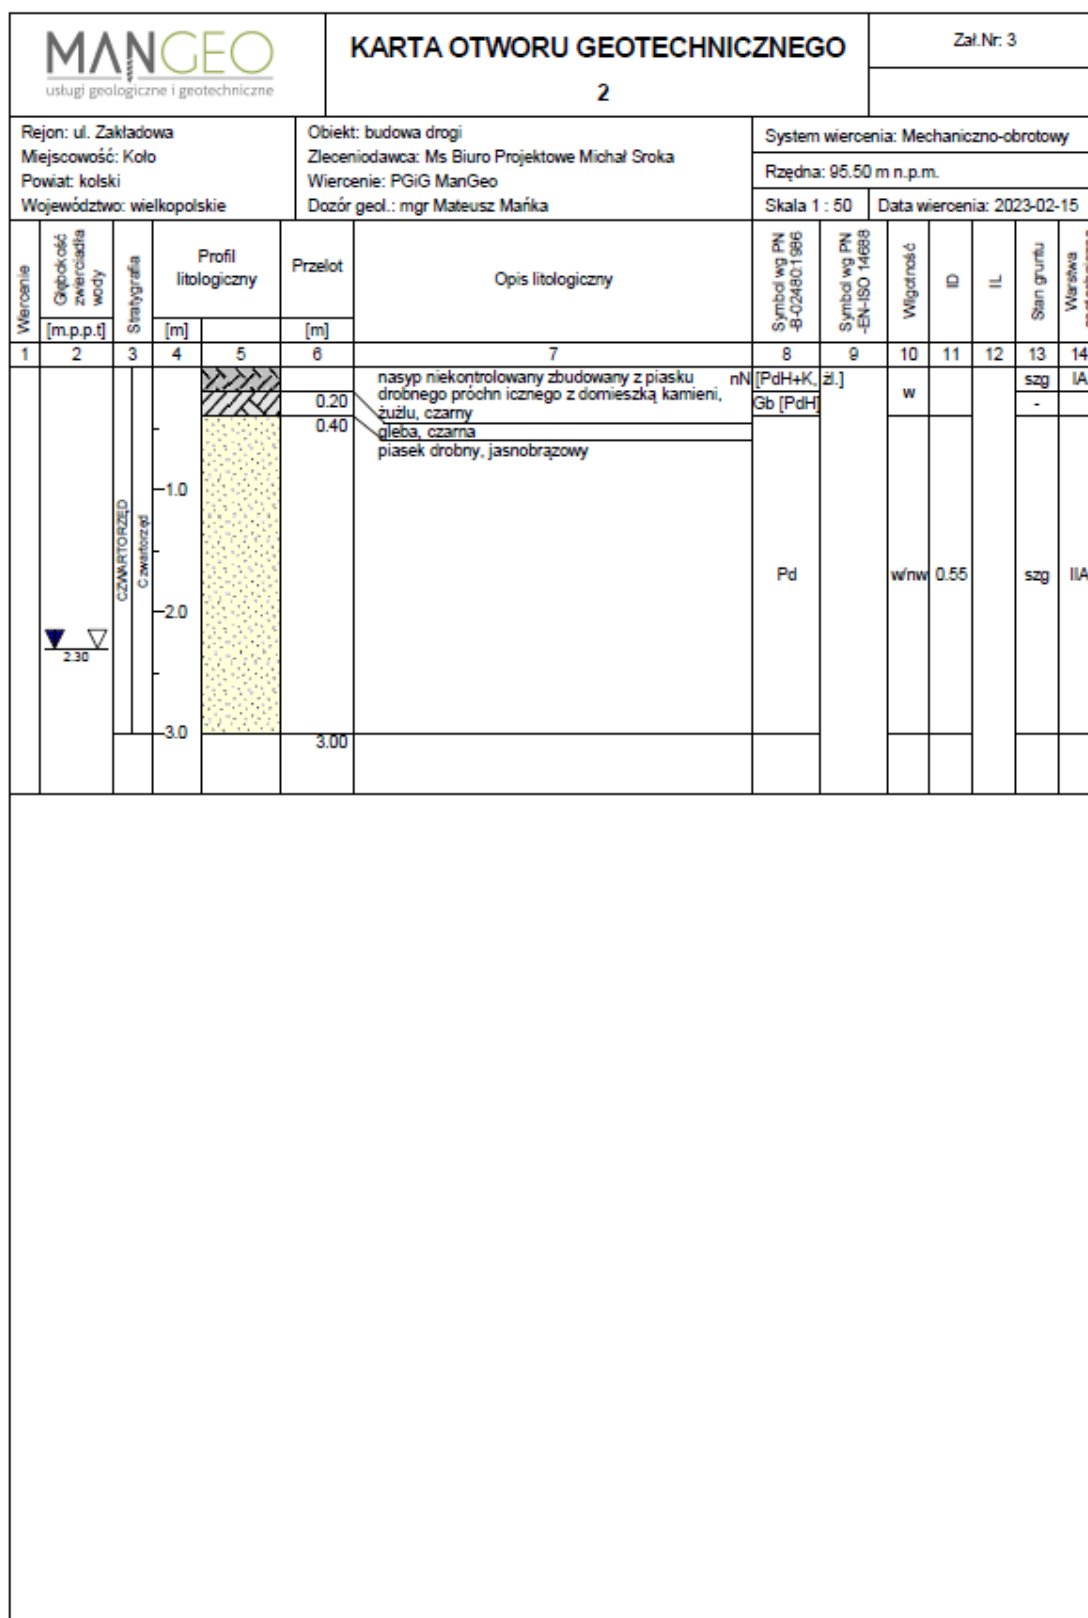 MANGEO
usługi geologiczne i geotechniczne
KARTA OTWORU GEOTECHNICZNEGO
2
Zał.Nr: 3
Rejon: ul. Zakładowa
Miejscowość: Koło
Powiat: kolski
Województwo: wielkopolskie
Obiekt: budowa drogi
Zleceniodawca: Ms Biuro Projektowe Michał Sroka
Wiercenie: PGiG ManGeo
Dozór geol.: mgr Mateusz Mańka
System wiercenia: Mechaniczno-obrotowy
Rzędna: 95.50 m n.p.m.
Skala 1 : 50 Data wiercenia: 2023-02-15
Wiercenie
Głębokość
zwierciadła
wody
[m.p.p.t]
Stratygrafia
Profil
litologiczny
[m]
Przelot
[m]
Opis litologiczny
Symbol wg PN
-B-02480:1986
Symbol wg PN
-EN-ISO 14688
Wilgotność
ID
IL
Stan gruntu
Warstwa
1 2 3 4 5 6 7 8 9 10 11 12 13 14
nasyp niekontrolowany zbudowany z piasku
drobnego próchn icznego z domieszką kamieni,
żużlu, czarny
nN [PdH+K, żl.]
w
szg
IA
0.20
gleba, czarna
Gb [PdH]
-
0.40
piasek drobny, jasnobrązowy
1.0
CZWARTORZĘD
Czwartorzęd
Pd
w/nw
0.55
szg
IIA
2.0
2.30
3.0
3.00